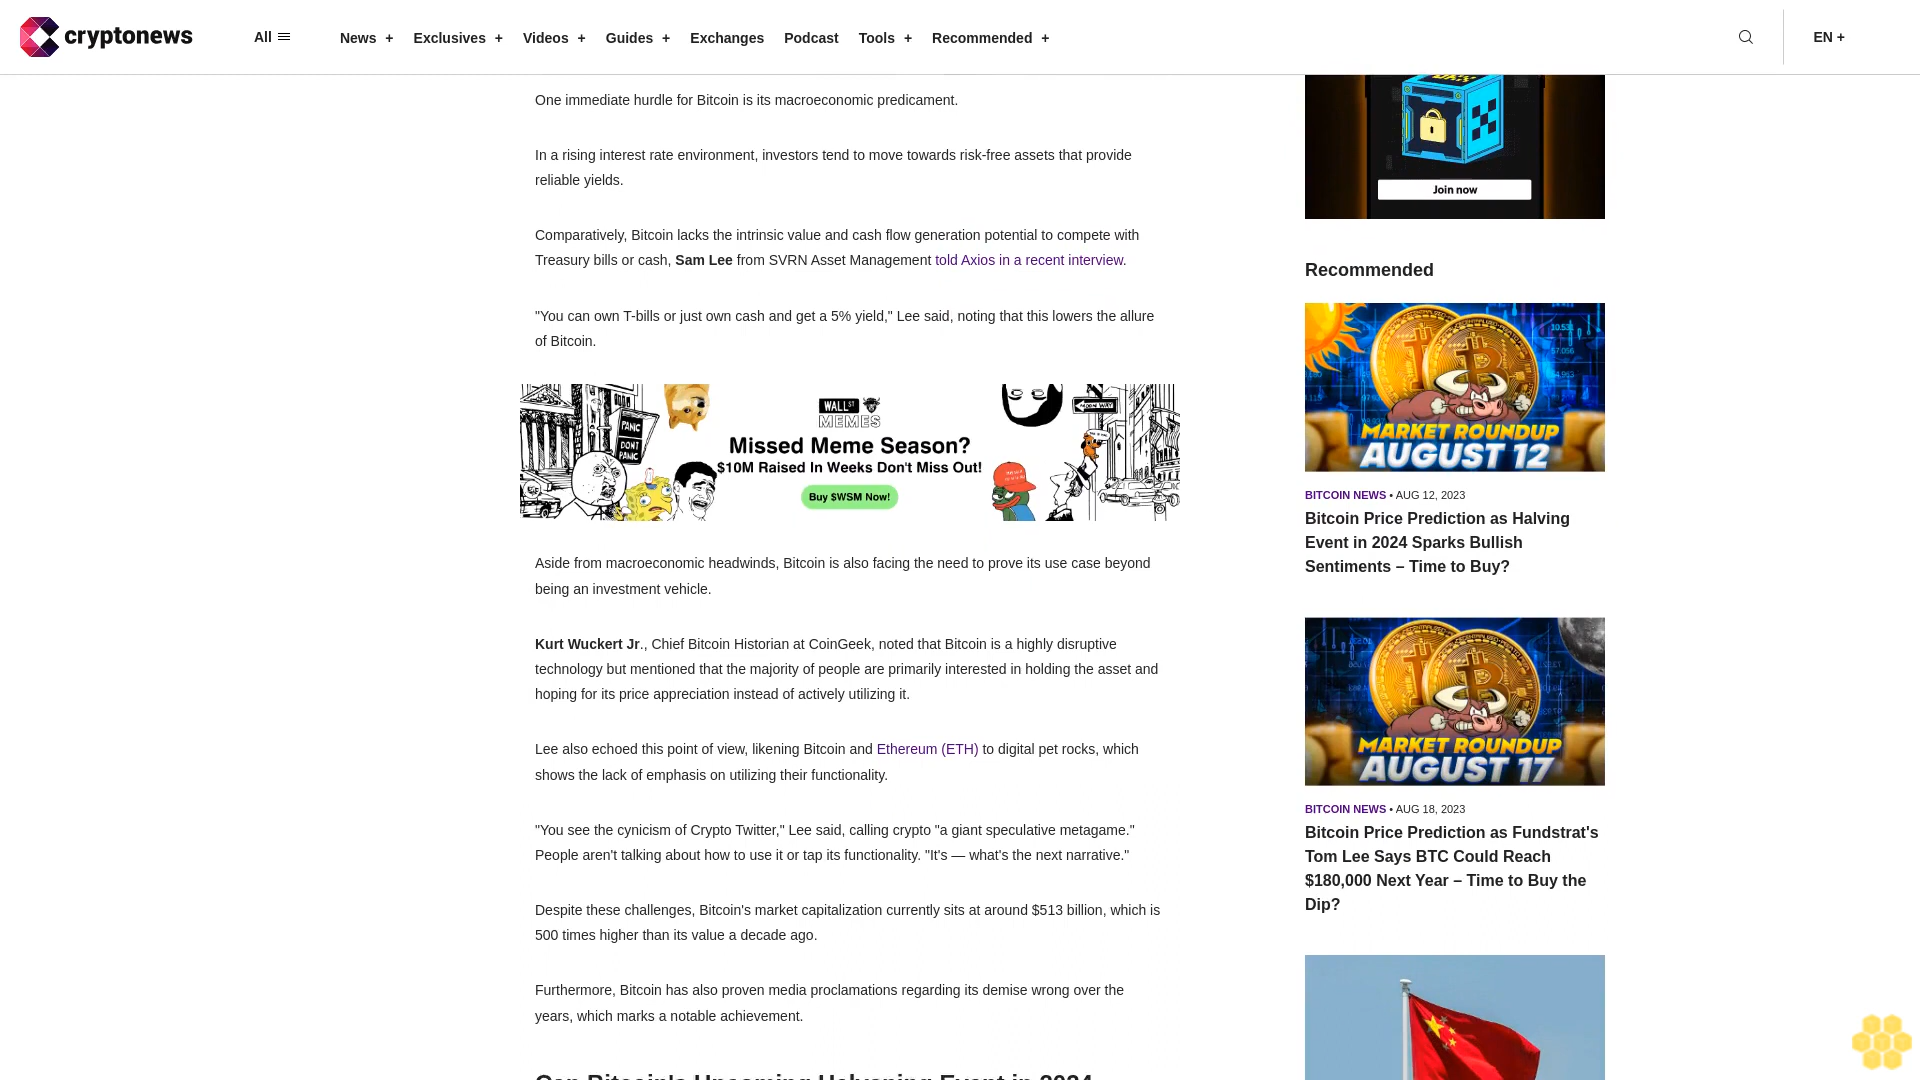 cryptonews
All
News +
Exclusives +
Videos +
Guides +
Exchanges
Podcast
Tools +
Recommended +
EN +
One immediate hurdle for Bitcoin is its macroeconomic predicament.
In a rising interest rate environment, investors tend to move towards risk-free assets that provide
reliable yields.
Comparatively, Bitcoin lacks the intrinsic value and cash flow generation potential to compete with
Treasury bills or cash, Sam Lee from SVRN Asset Management told Axios in a recent interview.
"You can own T-bills or just own cash and get a 5% yield," Lee said, noting that this lowers the allure
of Bitcoin.
PANIC
DONT
PANIC
WALL ST
MEMES
Missed Meme Season?
$10M Raised In Weeks Don't Miss Out!
Buy $WSM Now!
Aside from macroeconomic headwinds, Bitcoin is also facing the need to prove its use case beyond
being an investment vehicle.
Kurt Wuckert Jr., Chief Bitcoin Historian at CoinGeek, noted that Bitcoin is a highly disruptive
technology but mentioned that the majority of people are primarily interested in holding the asset and
hoping for its price appreciation instead of actively utilizing it.
Lee also echoed this point of view, likening Bitcoin and Ethereum (ETH) to digital pet rocks, which
shows the lack of emphasis on utilizing their functionality.
"You see the cynicism of Crypto Twitter," Lee said, calling crypto "a giant speculative metagame."
People aren't talking about how to use it or tap its functionality. "It's — what's the next narrative."
Despite these challenges, Bitcoin's market capitalization currently sits at around $513 billion, which is
500 times higher than its value a decade ago.
Furthermore, Bitcoin has also proven media proclamations regarding its demise wrong over the
years, which marks a notable achievement.
Can Bitcoin's Upcoming Halvening Event in 2024
Join now
Recommended
MARKET ROUNDUP
AUGUST 12
BITCOIN NEWS • AUG 12, 2023
Bitcoin Price Prediction as Halving
Event in 2024 Sparks Bullish
Sentiments – Time to Buy?
MARKET ROUNDUP
AUGUST 17
BITCOIN NEWS • AUG 18, 2023
Bitcoin Price Prediction as Fundstrat's
Tom Lee Says BTC Could Reach
$180,000 Next Year – Time to Buy the
Dip?